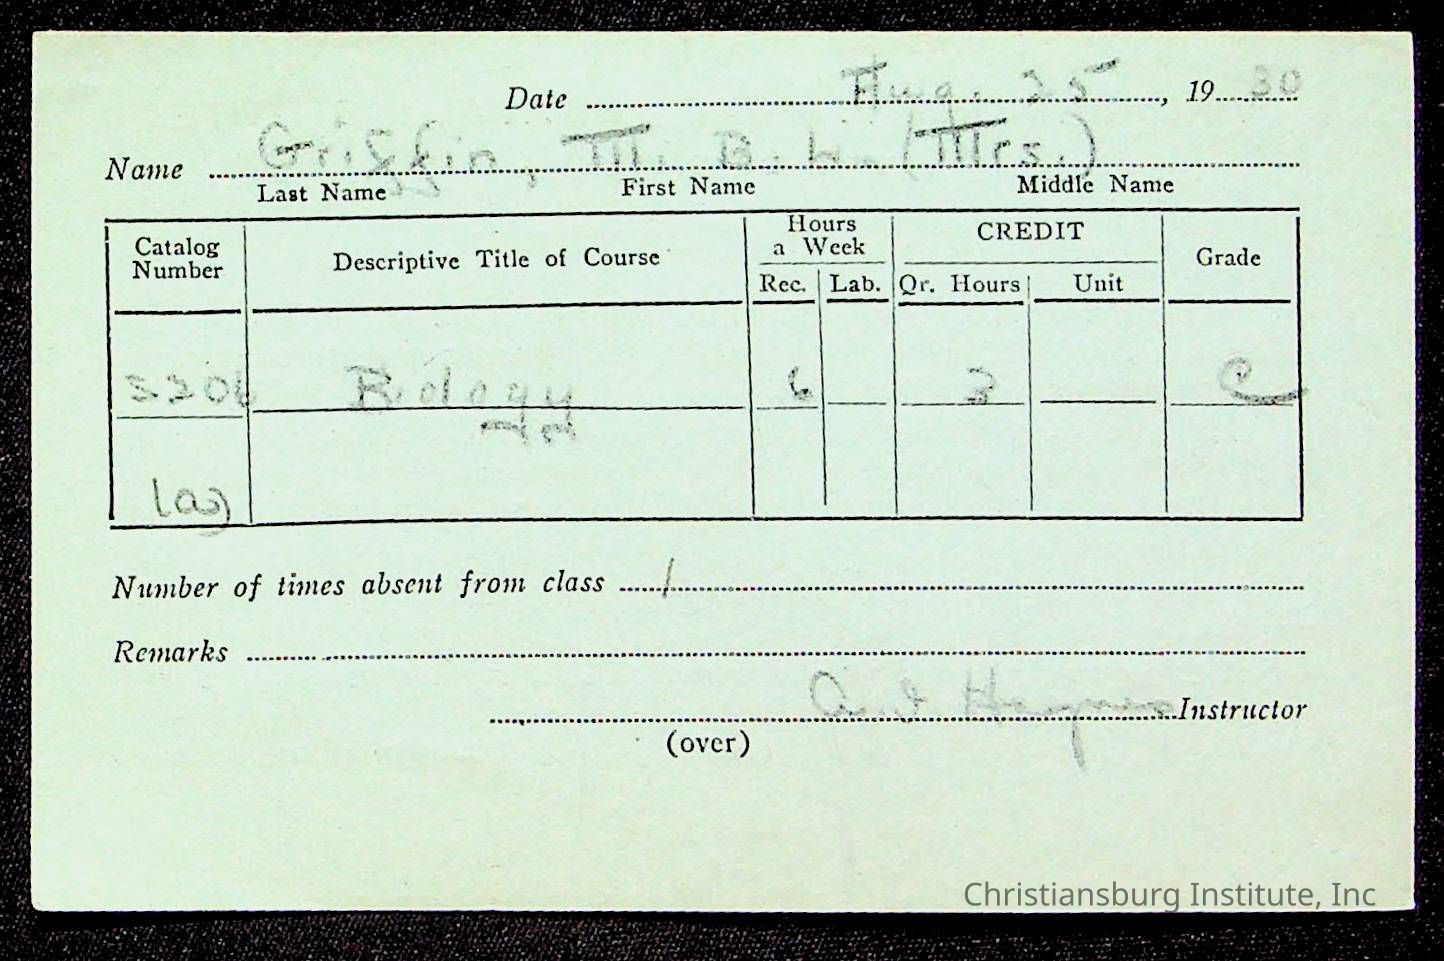 Date Aug. 25, 1930
Name Griffin, M. B. H. (Mrs.)
Last Name First Name Middle Name
Catalog Number Descriptive Title of Course Hours a Week CREDIT Grade
Rec. Lab. Qr. Hours Unit
Biology 6 3 C
(a)
Number of times absent from class 1
Remarks
Haynes Instructor
(over)
Christiansburg Institute, Inc